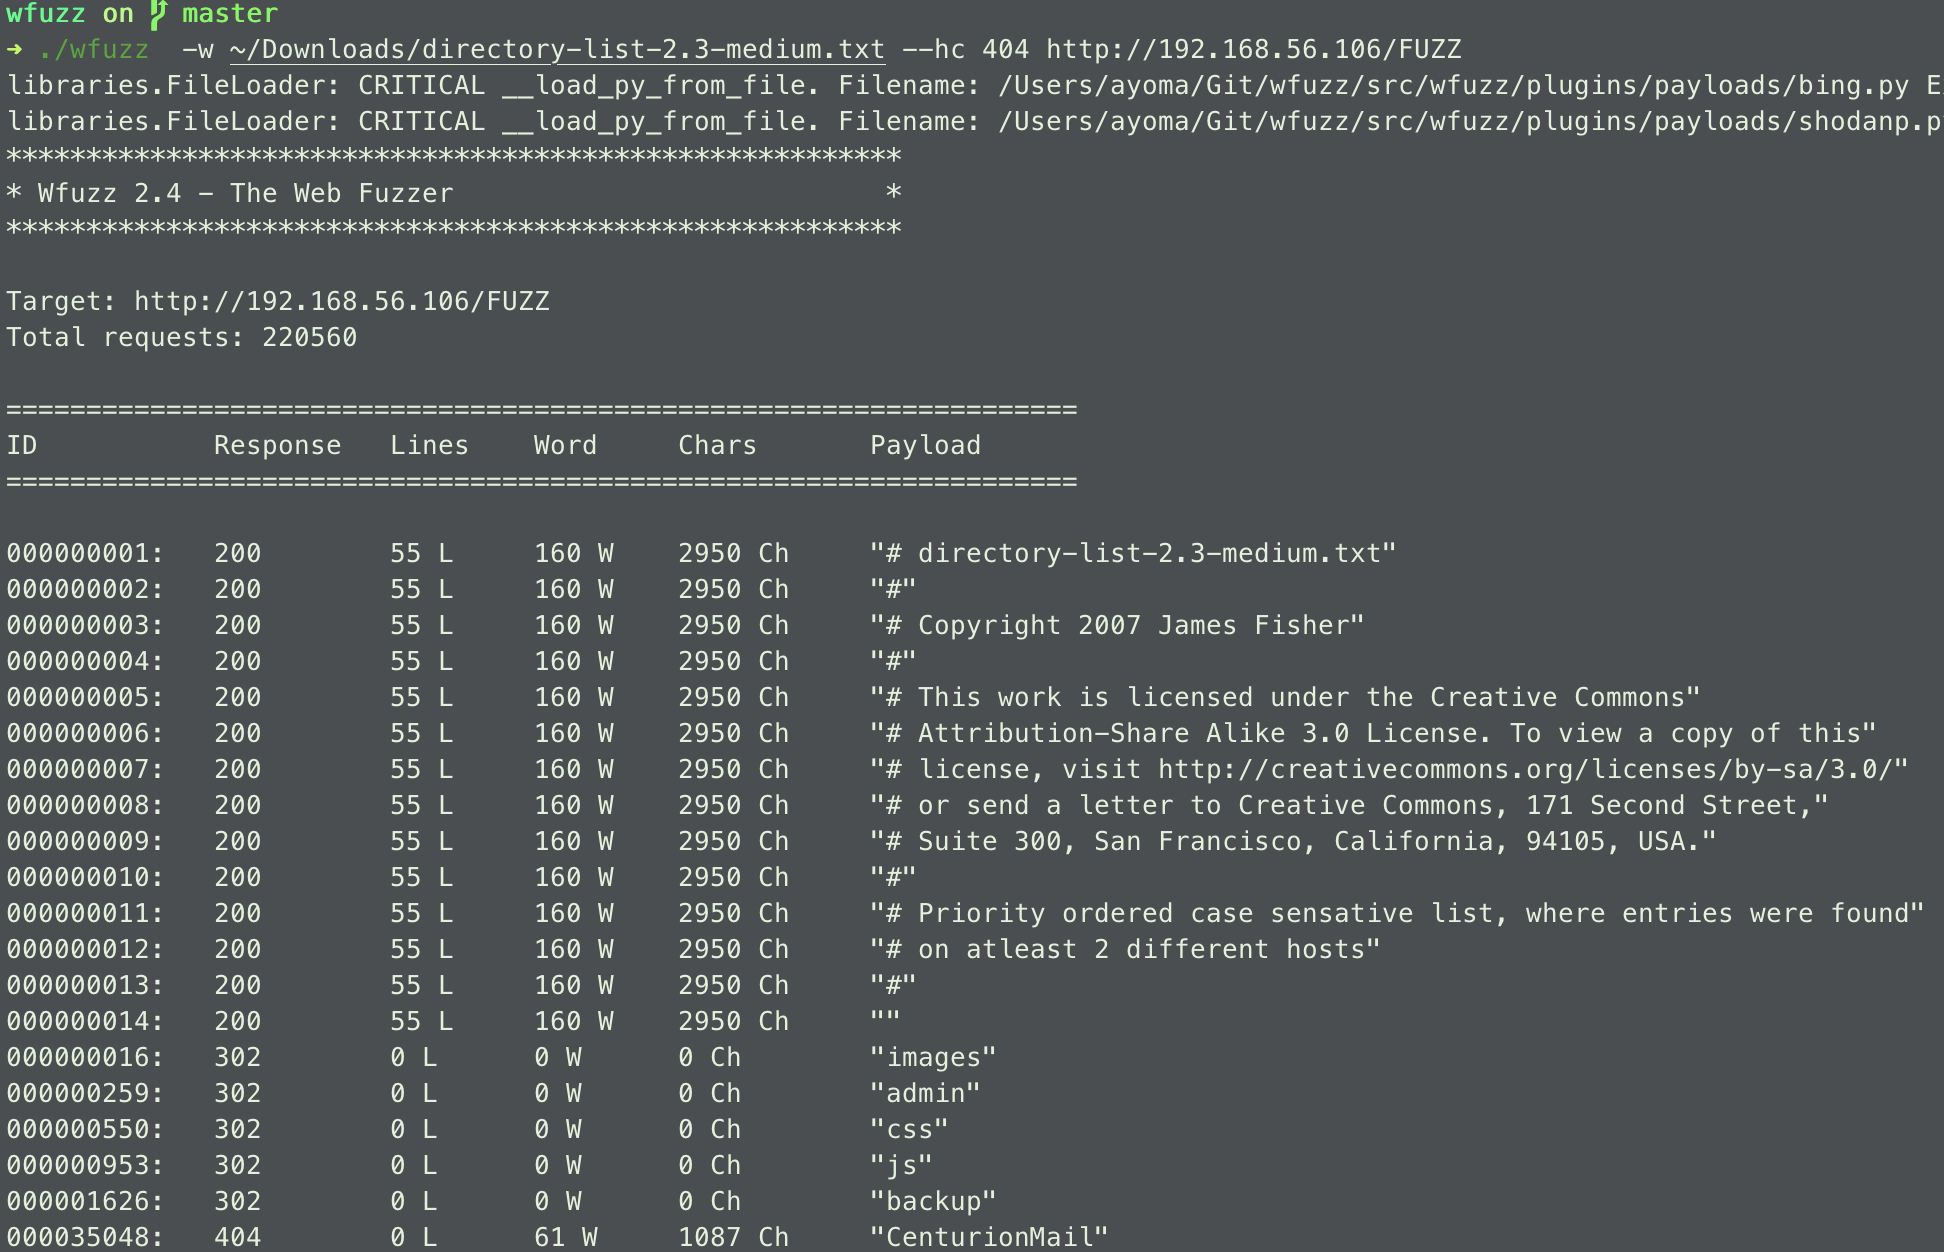 wfuzz on master
➜ ./wfuzz  -w ~/Downloads/directory-list-2.3-medium.txt --hc 404 http://192.168.56.106/FUZZ
libraries.FileLoader: CRITICAL __load_py_from_file. Filename: /Users/ayoma/Git/wfuzz/src/wfuzz/plugins/payloads/bing.py E
libraries.FileLoader: CRITICAL __load_py_from_file. Filename: /Users/ayoma/Git/wfuzz/src/wfuzz/plugins/payloads/shodanp.p
********************************************************
* Wfuzz 2.4 - The Web Fuzzer                           *
********************************************************
Target: http://192.168.56.106/FUZZ
Total requests: 220560
===================================================================
ID           Response   Lines    Word     Chars       Payload
===================================================================
000000001:   200        55 L     160 W    2950 Ch     "# directory-list-2.3-medium.txt"
000000002:   200        55 L     160 W    2950 Ch     "#"
000000003:   200        55 L     160 W    2950 Ch     "# Copyright 2007 James Fisher"
000000004:   200        55 L     160 W    2950 Ch     "#"
000000005:   200        55 L     160 W    2950 Ch     "# This work is licensed under the Creative Commons"
000000006:   200        55 L     160 W    2950 Ch     "# Attribution-Share Alike 3.0 License. To view a copy of this"
000000007:   200        55 L     160 W    2950 Ch     "# license, visit http://creativecommons.org/licenses/by-sa/3.0/"
000000008:   200        55 L     160 W    2950 Ch     "# or send a letter to Creative Commons, 171 Second Street,"
000000009:   200        55 L     160 W    2950 Ch     "# Suite 300, San Francisco, California, 94105, USA."
000000010:   200        55 L     160 W    2950 Ch     "#"
000000011:   200        55 L     160 W    2950 Ch     "# Priority ordered case sensative list, where entries were found"
000000012:   200        55 L     160 W    2950 Ch     "# on atleast 2 different hosts"
000000013:   200        55 L     160 W    2950 Ch     "#"
000000014:   200        55 L     160 W    2950 Ch     ""
000000016:   302        0 L      0 W      0 Ch        "images"
000000259:   302        0 L      0 W      0 Ch        "admin"
000000550:   302        0 L      0 W      0 Ch        "css"
000000953:   302        0 L      0 W      0 Ch        "js"
000001626:   302        0 L      0 W      0 Ch        "backup"
000035048:   404        0 L      61 W     1087 Ch     "CenturionMail"